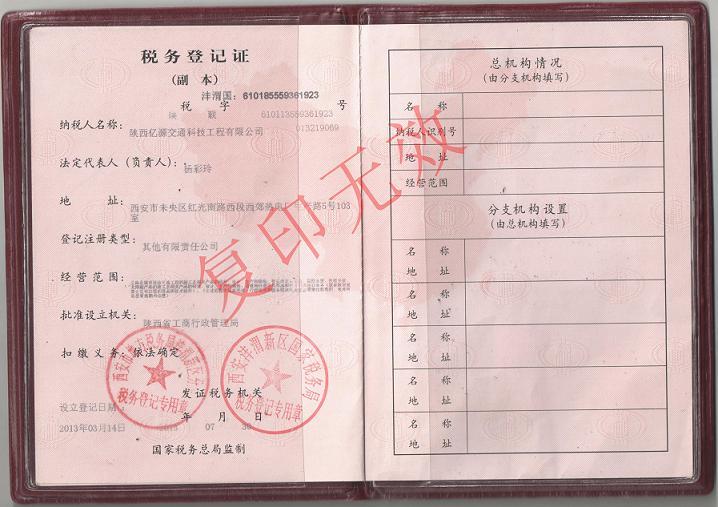 税务登记证
(副 本)
沣渭国：610185559361923
税 字 号
陕 税 610113559361923
013219069
纳税人名称：
陕西亿源交通科技工程有限公司
法定代表人（负责人）：
杨彩玲
地 址：
西安市未央区红光南路西段西郊热电厂生产路5号103
室
登记注册类型：
其他有限责任公司
经 营 范 围：
批准设立机关：
陕西省工商行政管理局
扣 缴 义 务：依法确定
税务登记专用章
西安沣渭新区国家税务局
税务登记专用章
发证税务机关
设立登记日期：
年 月 日
2013年03月14日
2013 07 30
国家税务总局监制
复印无效
总机构情况
(由分支机构填写)
名 称
纳税人识别号
地 址
经营范围
分支机构设置
(由总机构填写)
名 称
地 址
名 称
地 址
名 称
地 址
名 称
地 址
名 称
地 址